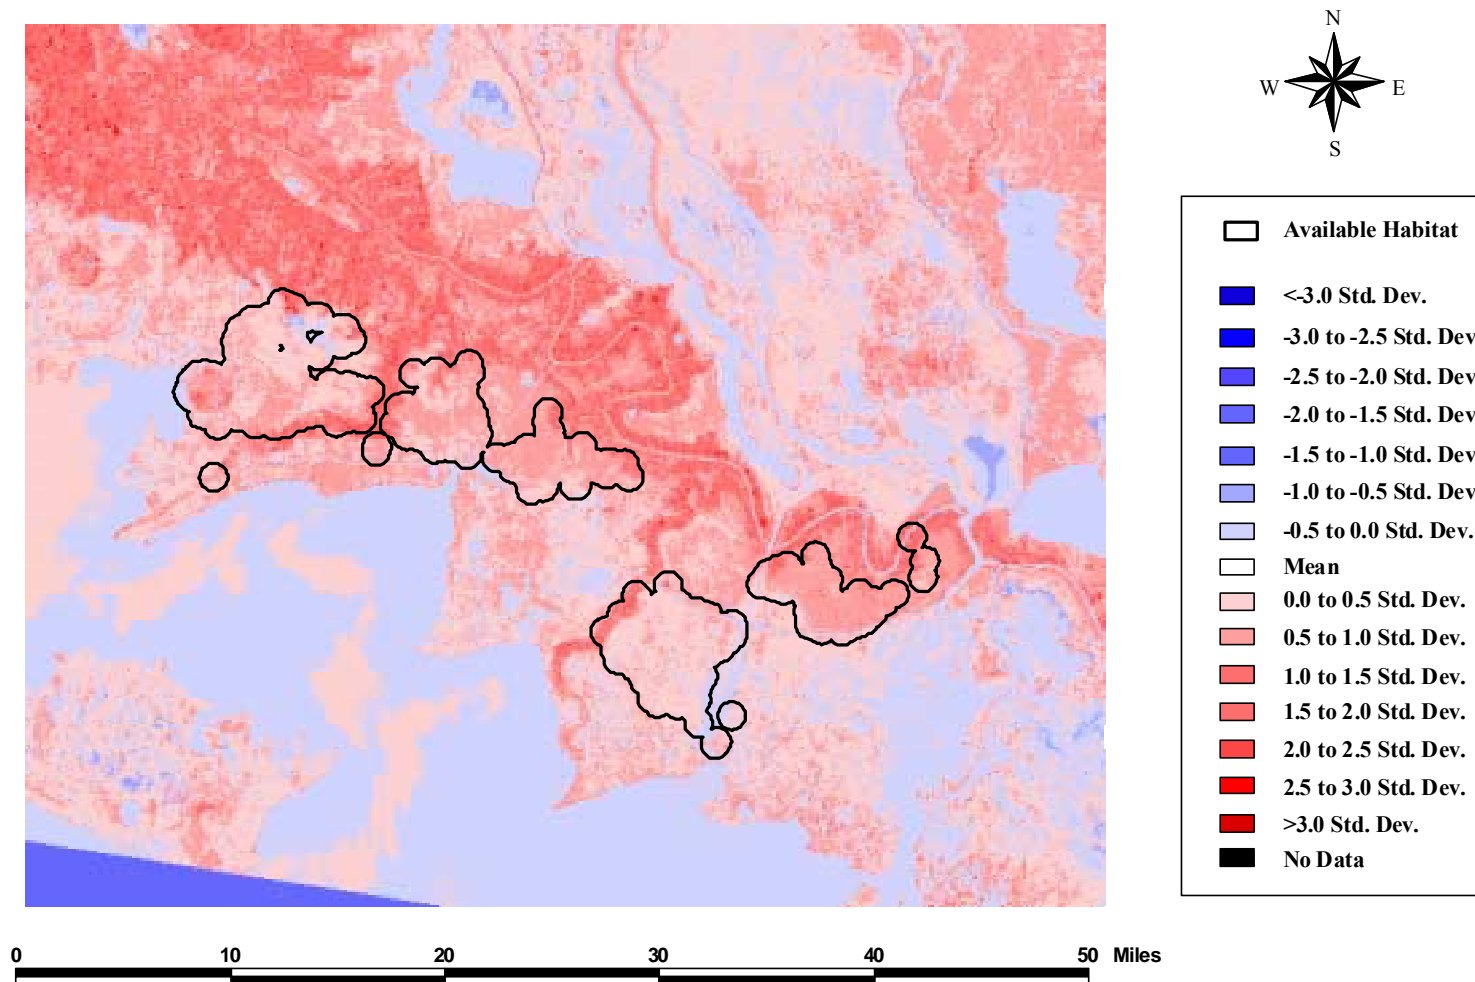 N
W E
S
Available Habitat
<-3.0 Std. Dev.
-3.0 to -2.5 Std. Dev
-2.5 to -2.0 Std. Dev
-2.0 to -1.5 Std. Dev
-1.5 to -1.0 Std. Dev
-1.0 to -0.5 Std. Dev
-0.5 to 0.0 Std. Dev.
Mean
0.0 to 0.5 Std. Dev.
0.5 to 1.0 Std. Dev.
1.0 to 1.5 Std. Dev.
1.5 to 2.0 Std. Dev.
2.0 to 2.5 Std. Dev.
2.5 to 3.0 Std. Dev.
>3.0 Std. Dev.
No Data
0 10 20 30 40 50 Miles